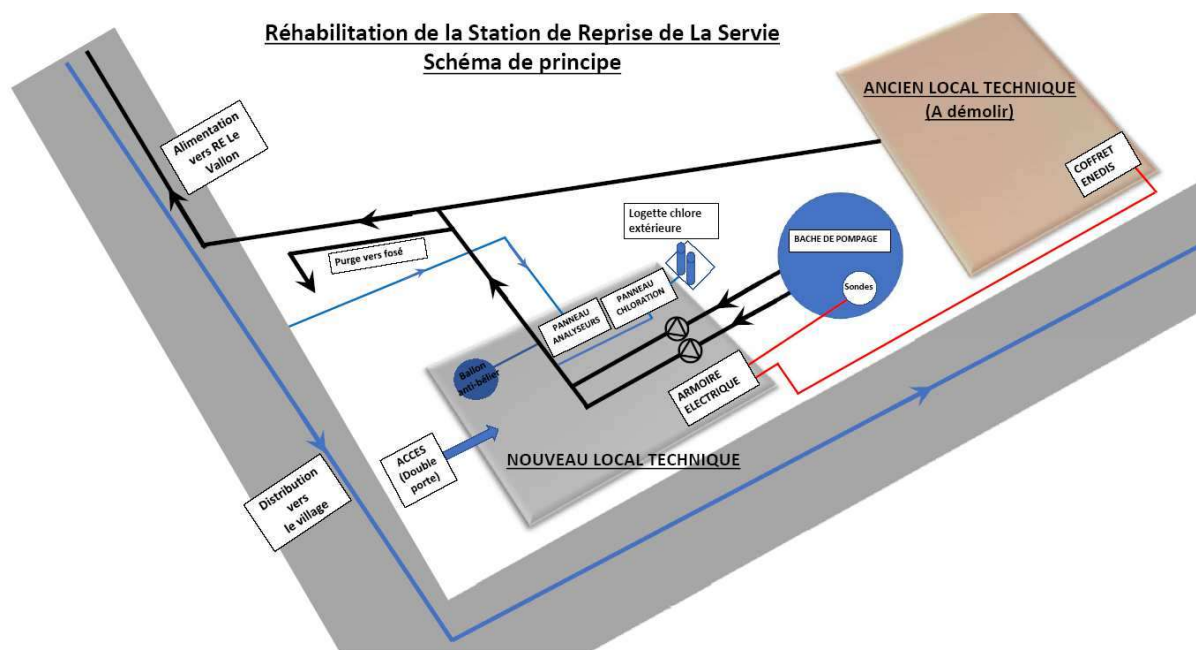 Réhabilitation de la Station de Reprise de La Servie
Schéma de principe
ANCIEN LOCAL TECHNIQUE
(A démolir)
COFFRET
ENEDIS
Alimentation
vers RE Le
Vallon
Logette chlore
extérieure
BACHE DE POMPAGE
Sondes
Purge vers fosé
PANNEAU
ANALYSEURS
PANNEAU
CHLORATION
Ballon
anti-bélier
ARMOIRE
ELECTRIQUE
ACCES
(Double
porte)
NOUVEAU LOCAL TECHNIQUE
Distribution
vers
le village